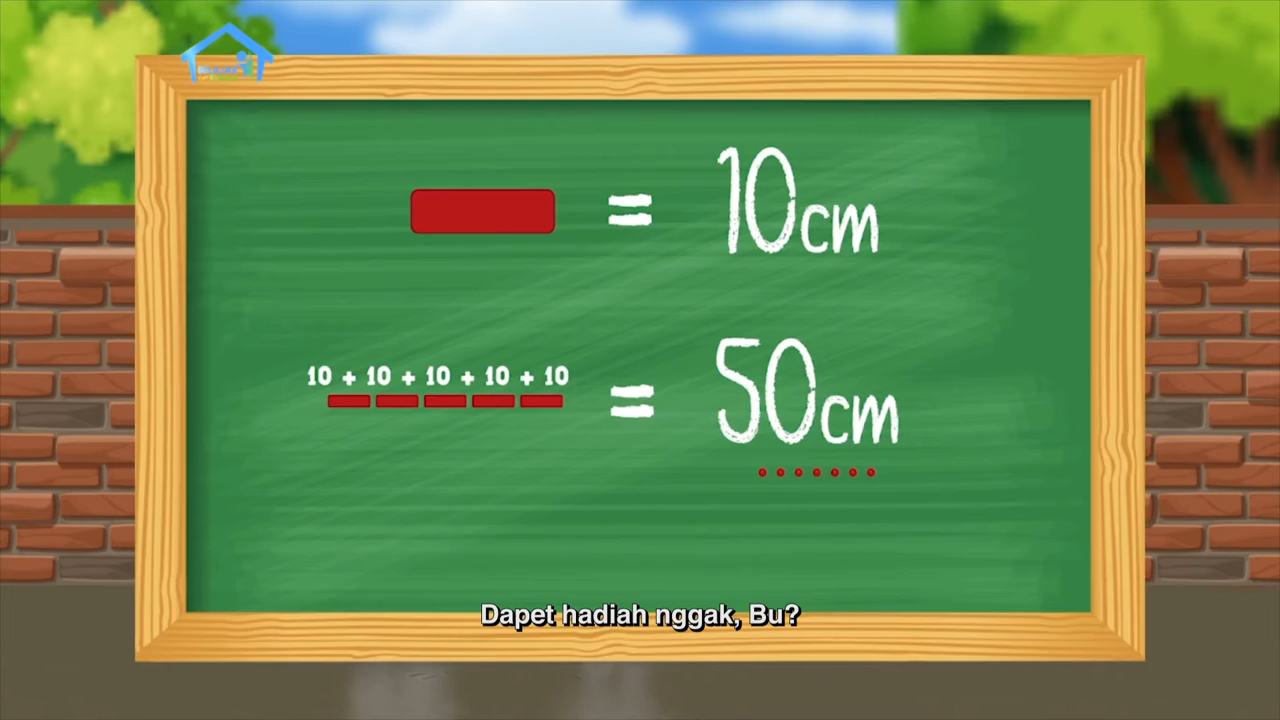 = 10cm
10 + 10 + 10 + 10 + 10
= 50cm
Dapet hadiah nggak, Bu?